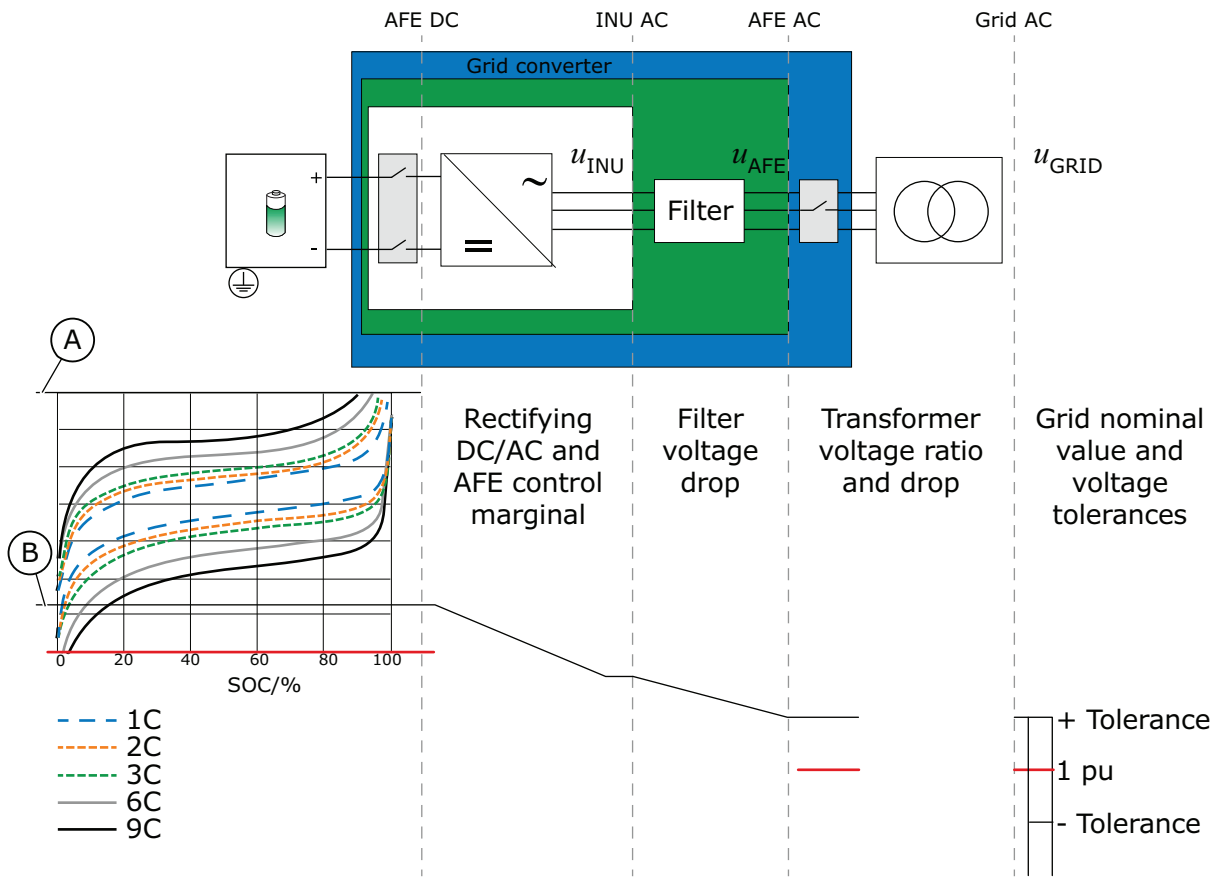 AFE DC
INU AC
AFE AC
Grid AC
Grid converter
u INU
u AFE
u GRID
+
-
~
=
Filter
A
B
Rectifying
DC/AC and
AFE control
marginal
Filter
voltage
drop
Transformer
voltage ratio
and drop
Grid nominal
value and
voltage
tolerances
0 20 40 60 80 100
SOC/%
1C
2C
3C
6C
9C
+ Tolerance
1 pu
- Tolerance